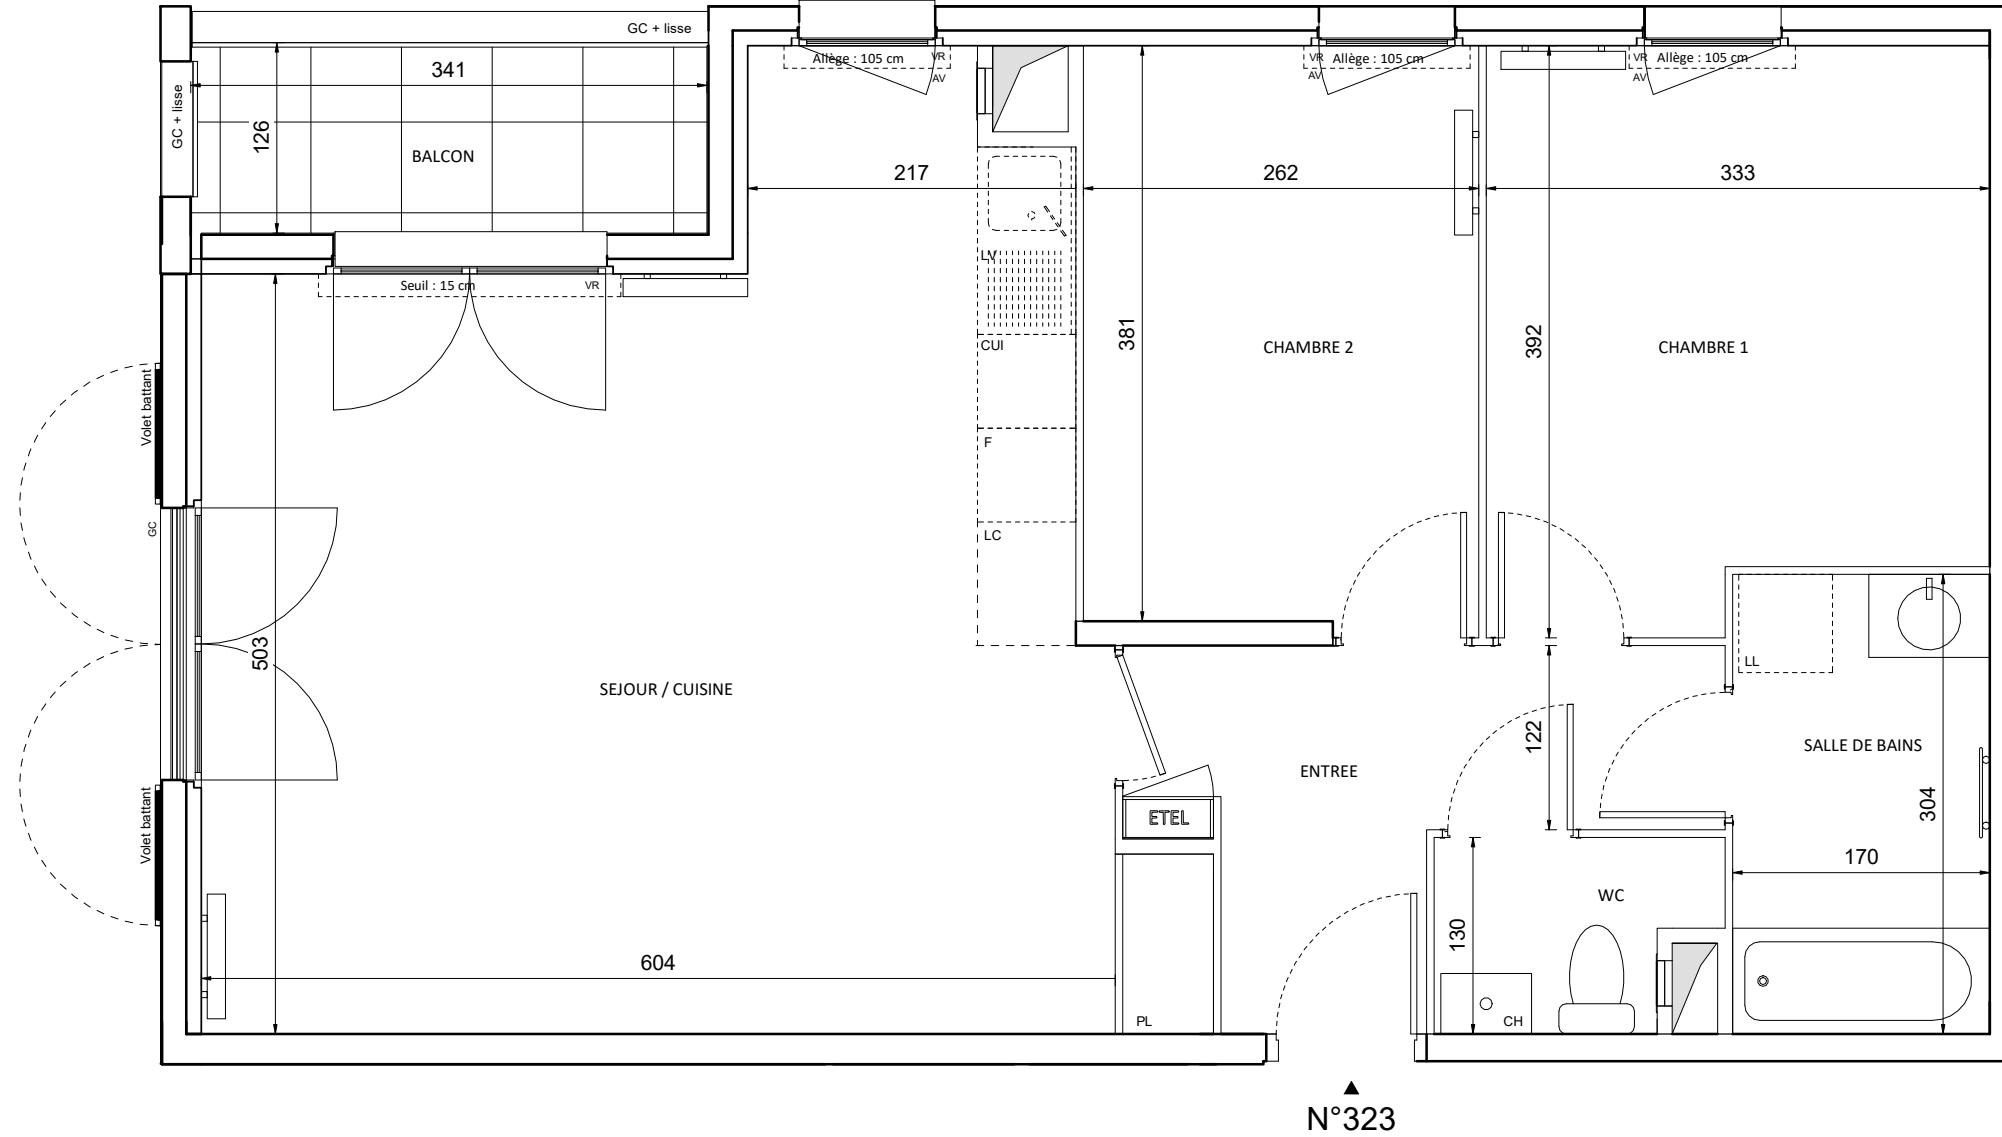 GC + lisse
GC + lisse
341
126
BALCON
Allège : 105 cm
VR
AV
VR
AV
Allège : 105 cm
VR
AV
Allège : 105 cm
217
262
333
Seuil : 15 cm
VR
LV
CUI
F
LC
381
CHAMBRE 2
392
CHAMBRE 1
Volet battant
GC
503
SEJOUR / CUISINE
Volet battant
604
ENTREE
122
ETEL
PL
LL
SALLE DE BAINS
304
170
WC
130
CH
N°323